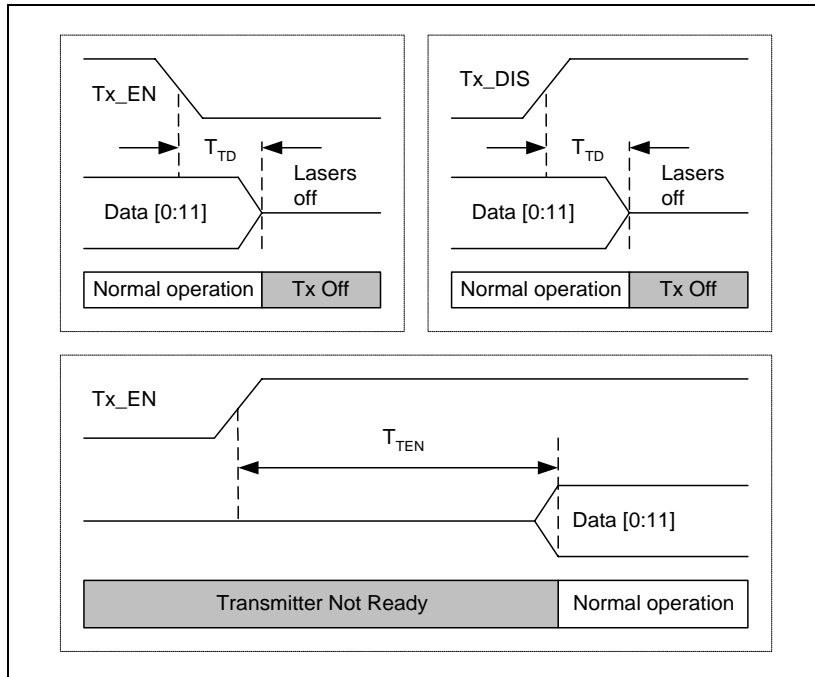 Tx_EN
T_TD
Lasers
off
Data [0:11]
Normal operation
Tx Off
Tx_DIS
T_TD
Lasers
off
Data [0:11]
Normal operation
Tx Off
Tx_EN
T_TEN
Data [0:11]
Transmitter Not Ready
Normal operation